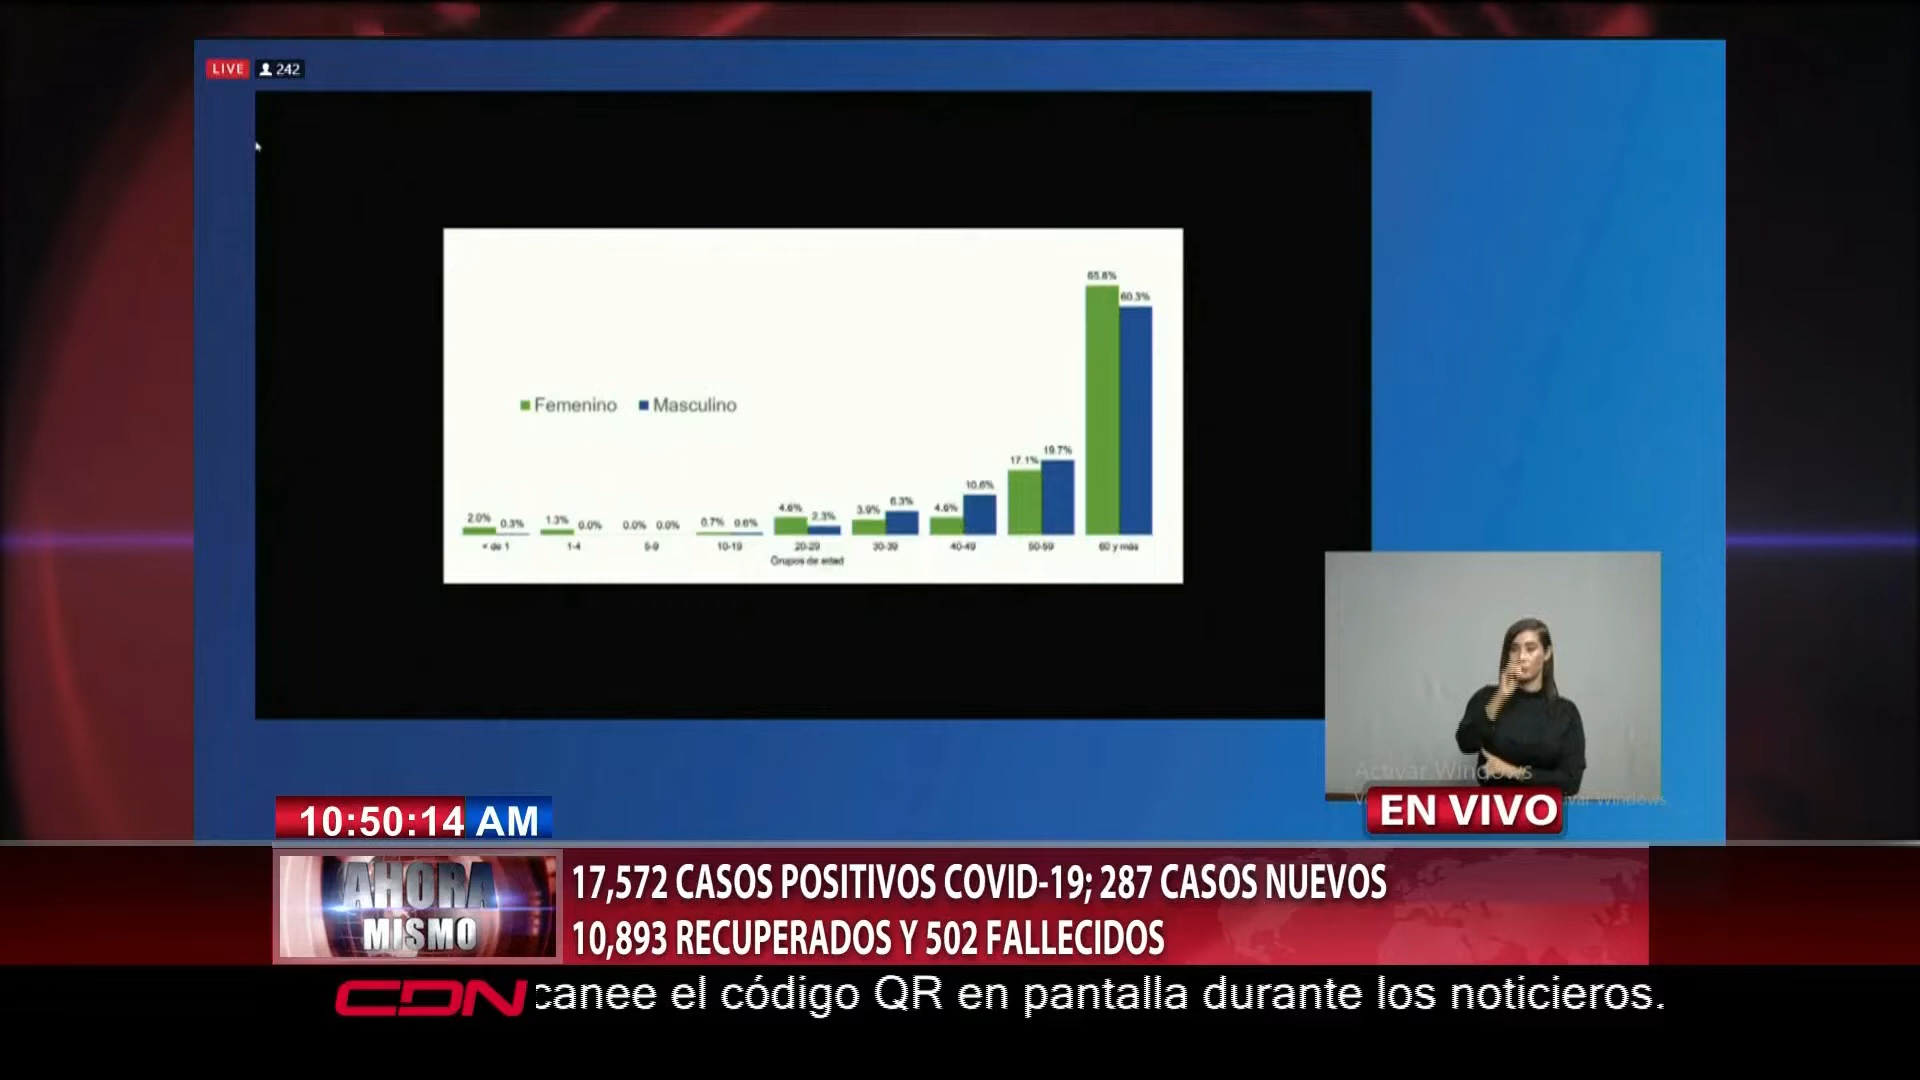 LIVE 242
65.8%
60.3%
Femenino Masculino
2.0% 0.3% 1.3% 0.0% 0.0% 0.0% 0.7% 0.6% 4.6% 2.3% 3.9% 6.3% 4.6% 10.6% 17.1% 19.7%
< de 1 1-4 5-9 10-19 20-29 30-39 40-49 50-59 60 y más
Grupos de edad
Activar Windows
EN VIVO
10:50:14 AM
AHORA
MISMO
17,572 CASOS POSITIVOS COVID-19; 287 CASOS NUEVOS
10,893 RECUPERADOS Y 502 FALLECIDOS
CDN canee el código QR en pantalla durante los noticieros.